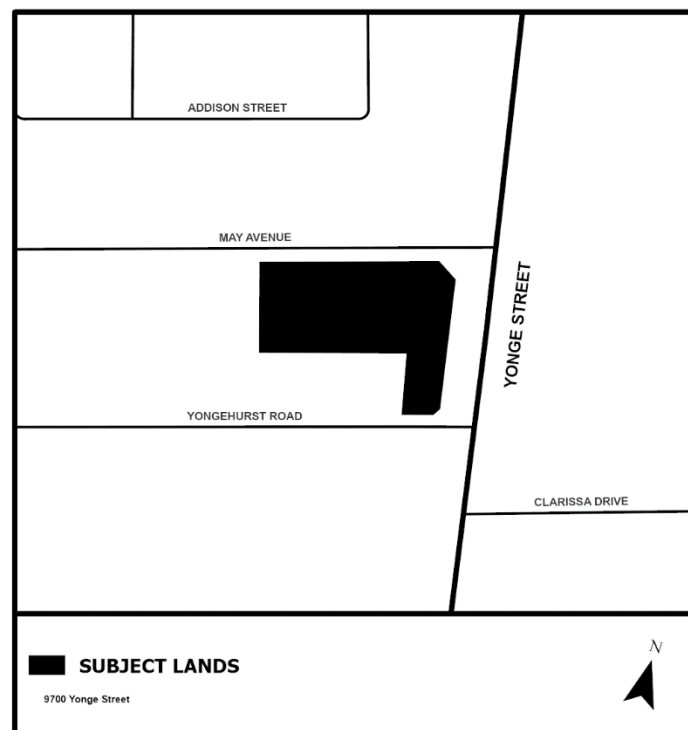 ADDISON STREET
MAY AVENUE
YONGE STREET
YONGEHURST ROAD
CLARISSA DRIVE
SUBJECT LANDS
9700 Yonge Street
N